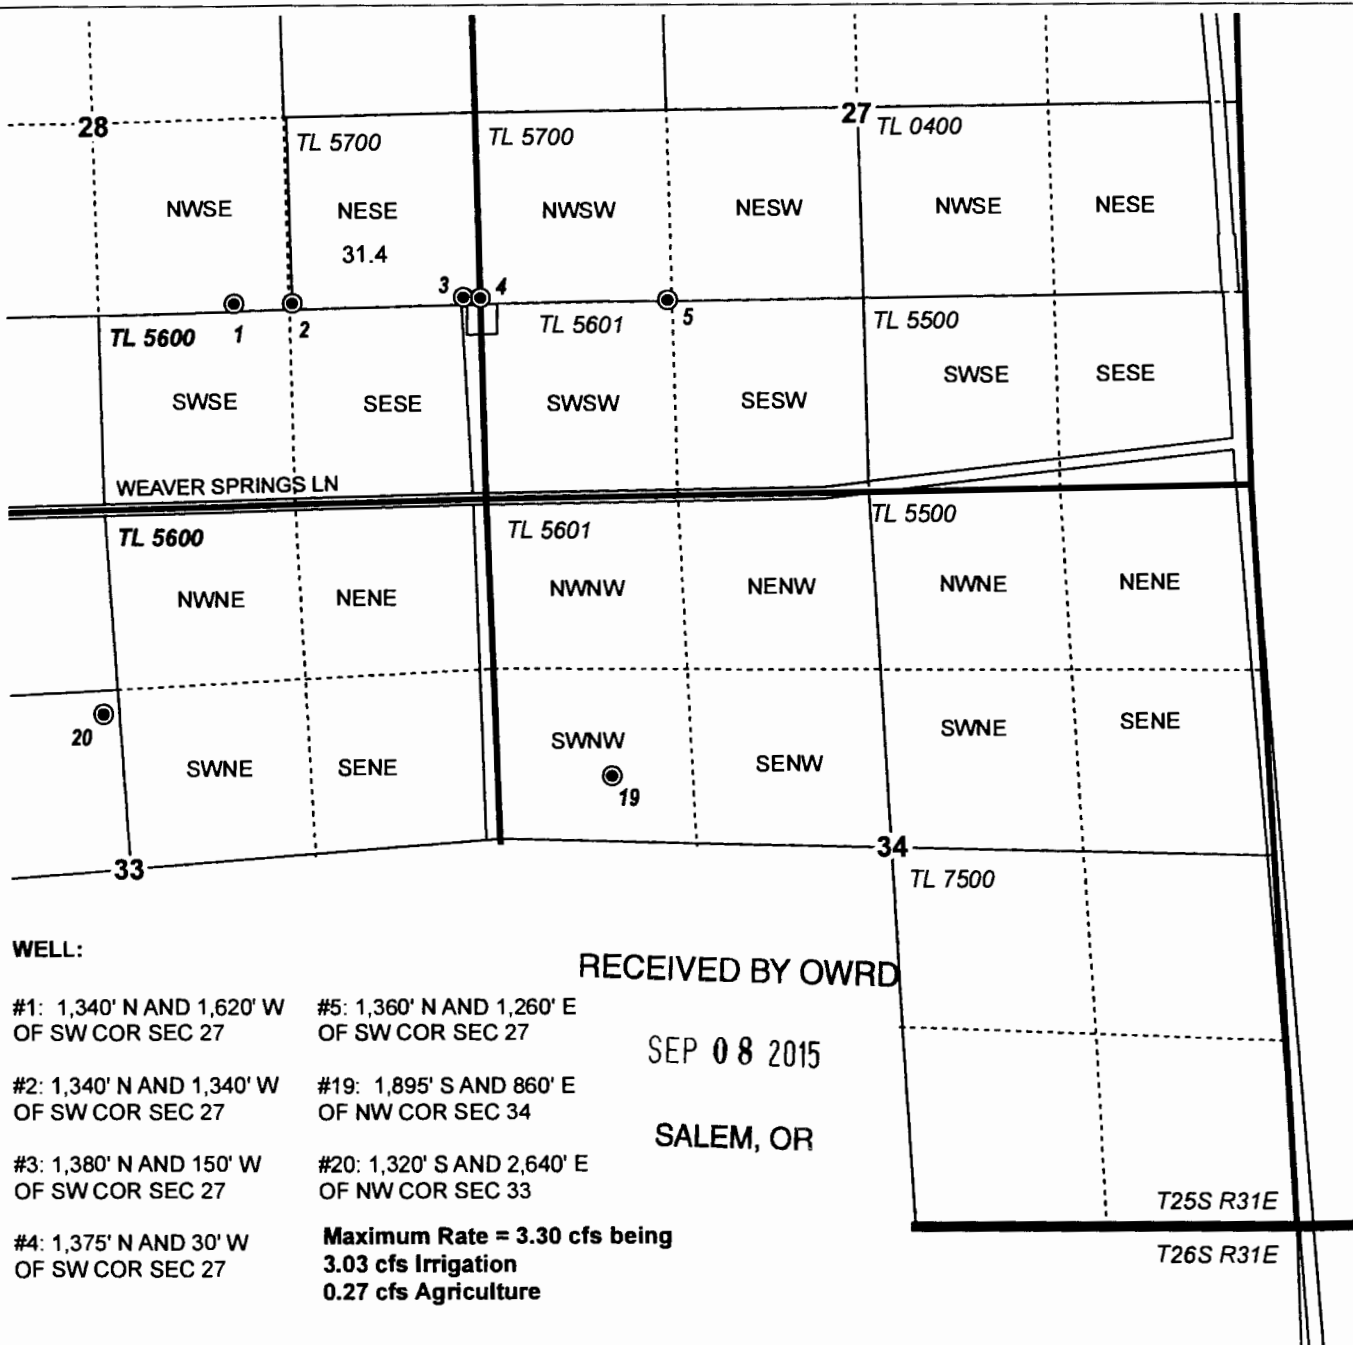 28
27
TL 5700
TL 5700
TL 0400
NWSE
NESE
NWSW
NESW
NWSE
NESE
31.4
3
4
1
2
5
TL 5600
TL 5601
TL 5500
SWSE
SESE
SWSW
SESW
SWSE
SESE
WEAVER SPRINGS LN
TL 5600
TL 5601
TL 5500
NWNE
NENE
NWNW
NENW
NWNE
NENE
20
SWNE
SENE
SWNW
SENW
SWNE
SENE
19
33
34
TL 7500
WELL:
#1: 1,340' N AND 1,620' W
OF SW COR SEC 27
#2: 1,340' N AND 1,340' W
OF SW COR SEC 27
#3: 1,380' N AND 150' W
OF SW COR SEC 27
#4: 1,375' N AND 30' W
OF SW COR SEC 27
#5: 1,360' N AND 1,260' E
OF SW COR SEC 27
#19: 1,895' S AND 860' E
OF NW COR SEC 34
#20: 1,320' S AND 2,640' E
OF NW COR SEC 33
Maximum Rate = 3.30 cfs being
3.03 cfs Irrigation
0.27 cfs Agriculture
RECEIVED BY OWRD
SEP 08 2015
SALEM, OR
T25S R31E
T26S R31E